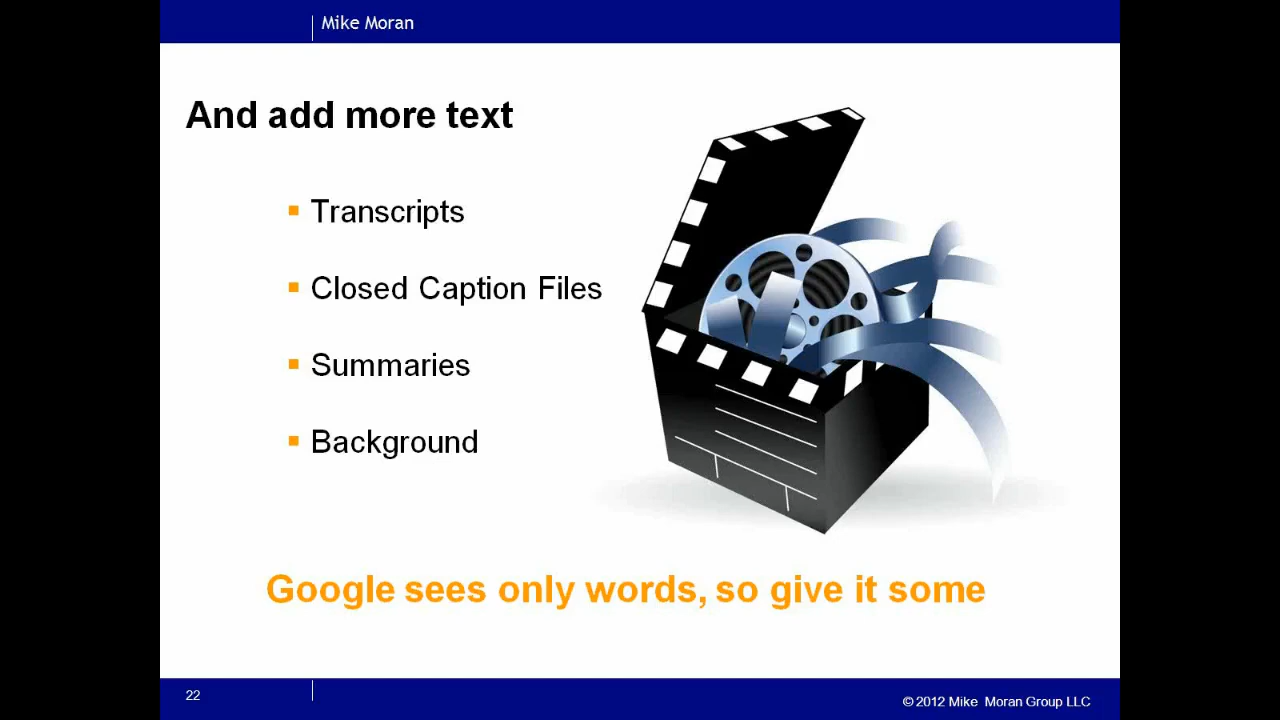 Mike Moran
And add more text
▪ Transcripts
▪ Closed Caption Files
▪ Summaries
▪ Background
Google sees only words, so give it some
22
© 2012 Mike Moran Group LLC